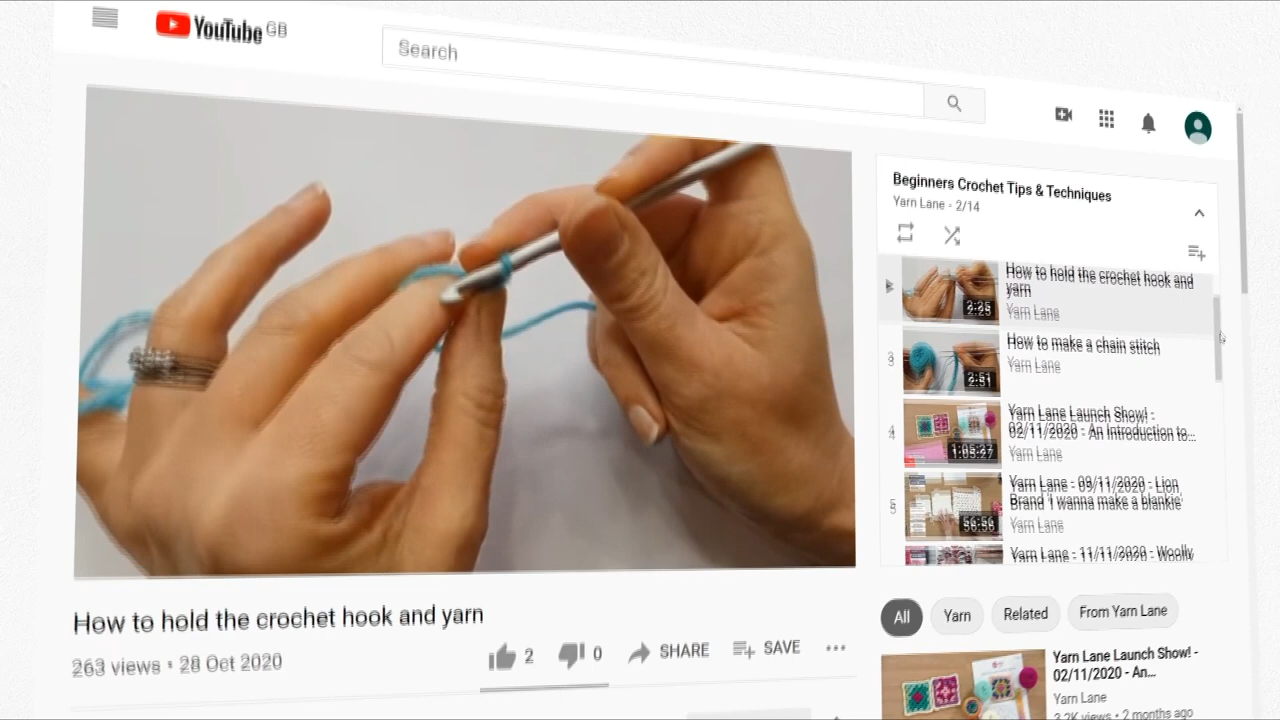 YouTube GB
Search
Beginners Crochet Tips & Techniques
Yarn Lane - 2/14
How to hold the crochet hook and
yarn
Yarn Lane
2:25
3
How to make a chain stitch
Yarn Lane
2:51
4
Yarn Lane Launch Show! -
02/11/2020 - An Introduction to...
Yarn Lane
1:05:27
5
Yarn Lane - 09/11/2020 - Lion
Brand 'I wanna make a blankie'
Yarn Lane
56:56
Yarn Lane - 11/11/2020 - Woolly
How to hold the crochet hook and yarn
263 views • 28 Oct 2020
2
0
SHARE
SAVE
All
Yarn
Related
From Yarn Lane
Yarn Lane Launch Show! -
02/11/2020 - An...
Yarn Lane
3.2K views • 2 months ago